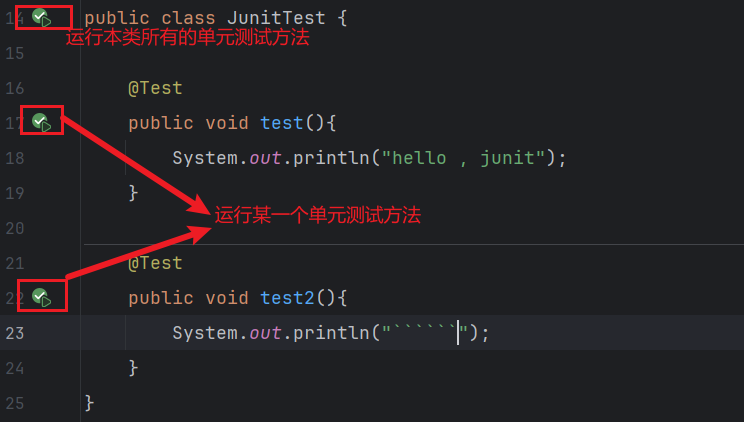 14 public class JunitTest {
运行本类所有的单元测试方法
15
16 @Test
17 public void test(){
18 System.out.println("hello , junit");
19 }
运行某一个单元测试方法
20
21 @Test
22 public void test2(){
23 System.out.println("``````");
24 }
25 }